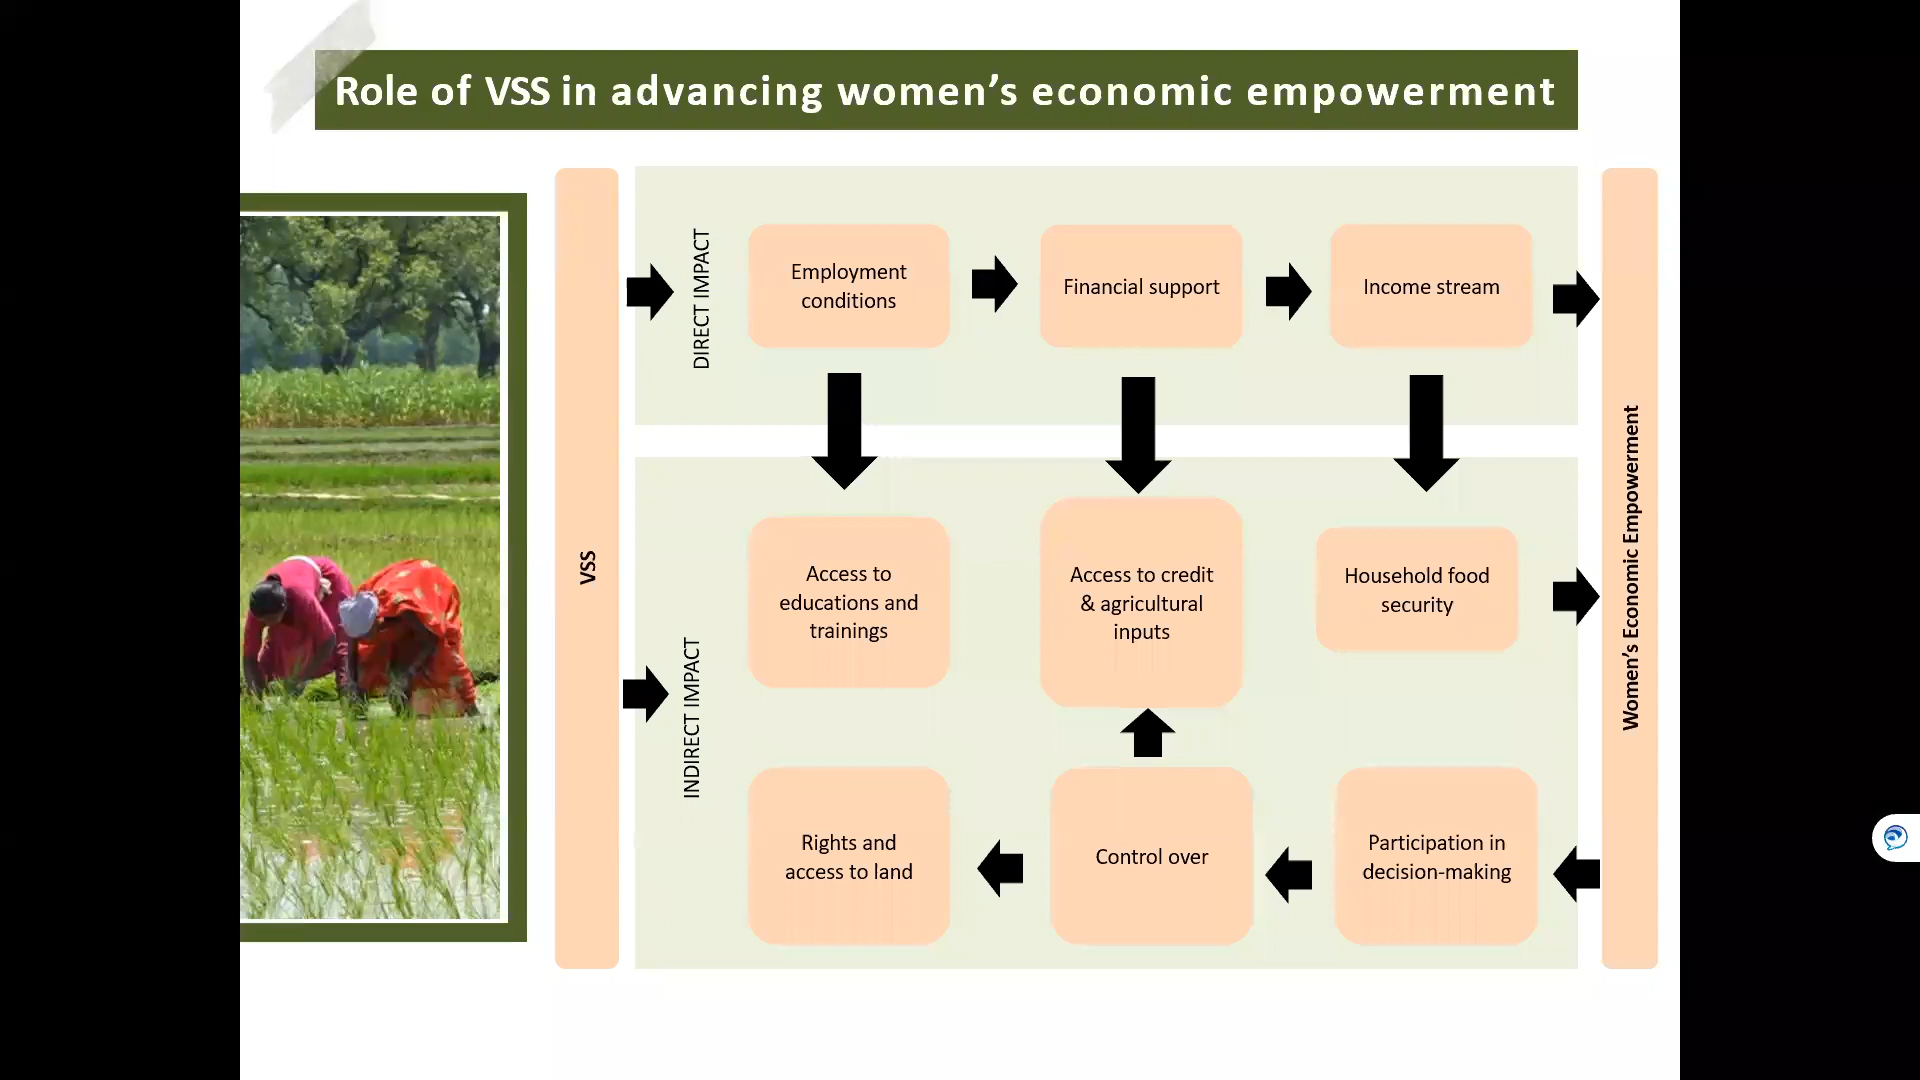 Role of VSS in advancing women's economic empowerment
VSS
DIRECT IMPACT
Employment
conditions
Financial support
Income stream
INDIRECT IMPACT
Access to
educations and
trainings
Access to credit
& agricultural
inputs
Household food
security
Rights and
access to land
Control over
Participation in
decision-making
Women's Economic Empowerment